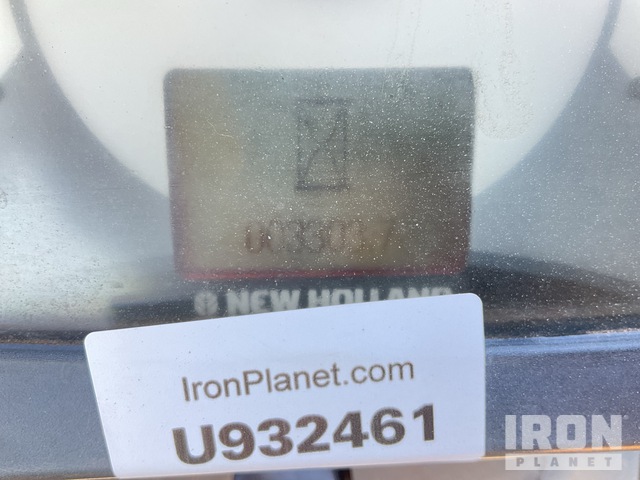 NEW HOLLAND
IronPlanet.com
U932461
IRON
PLANET